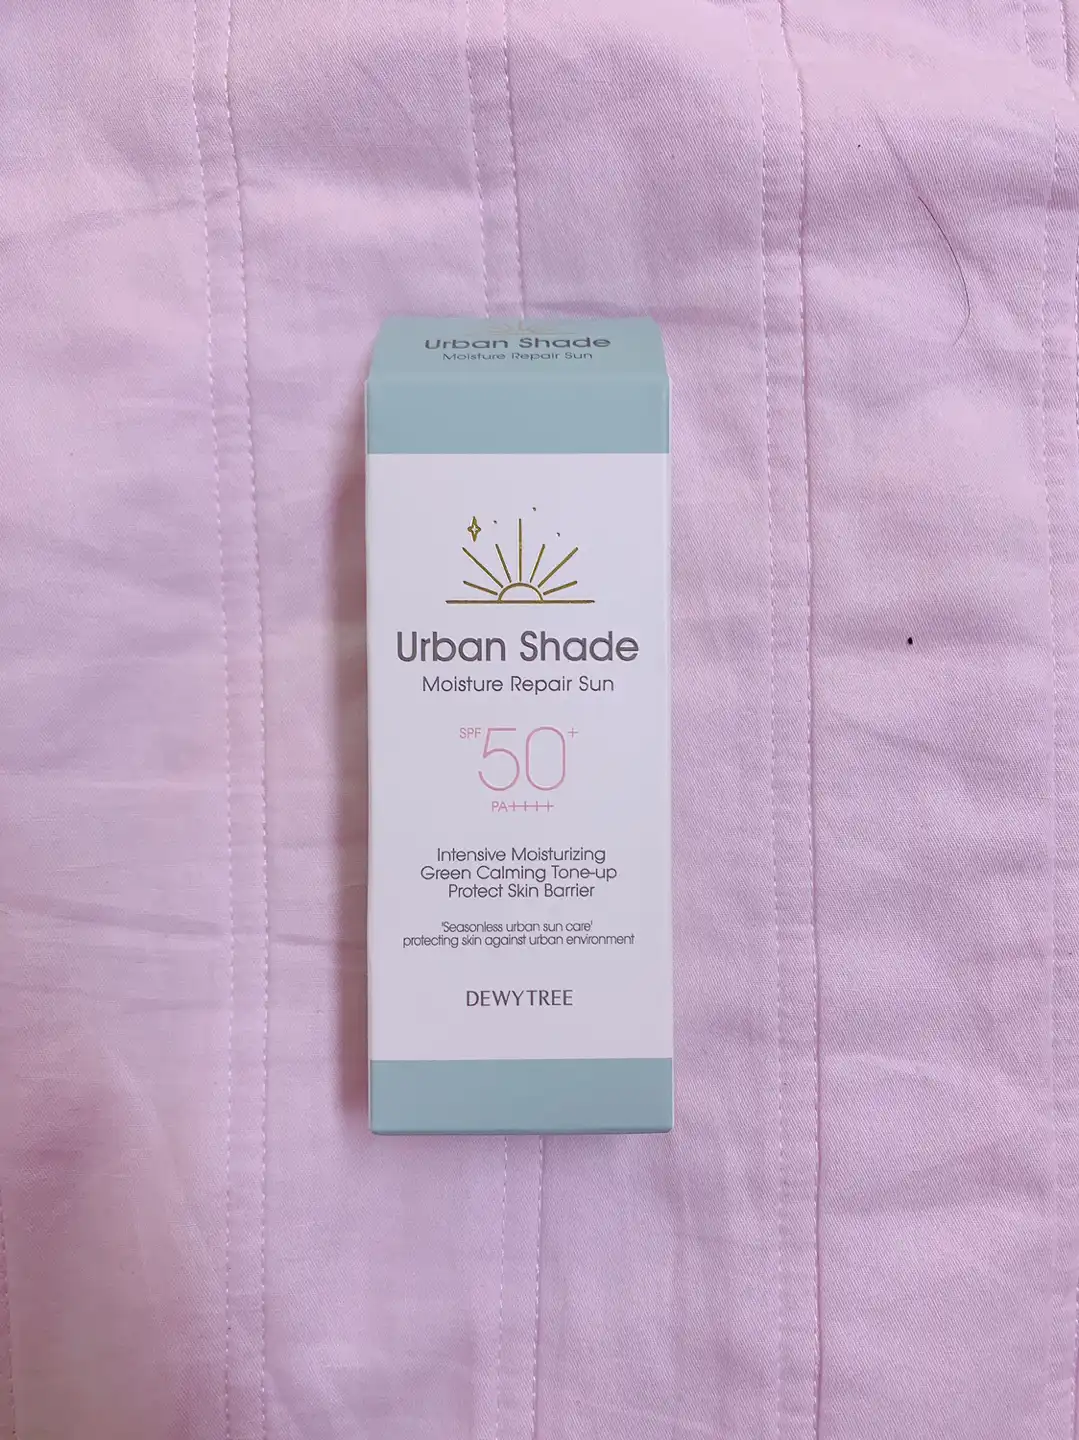 Urban Shade
Moisture Repair Sun
Urban Shade
Moisture Repair Sun
SPF 50+
PA++++
Intensive Moisturizing
Green Calming Tone-up
Protect Skin Barrier
'Seasonless urban sun care'
protecting skin against urban environment
DEWYTREE